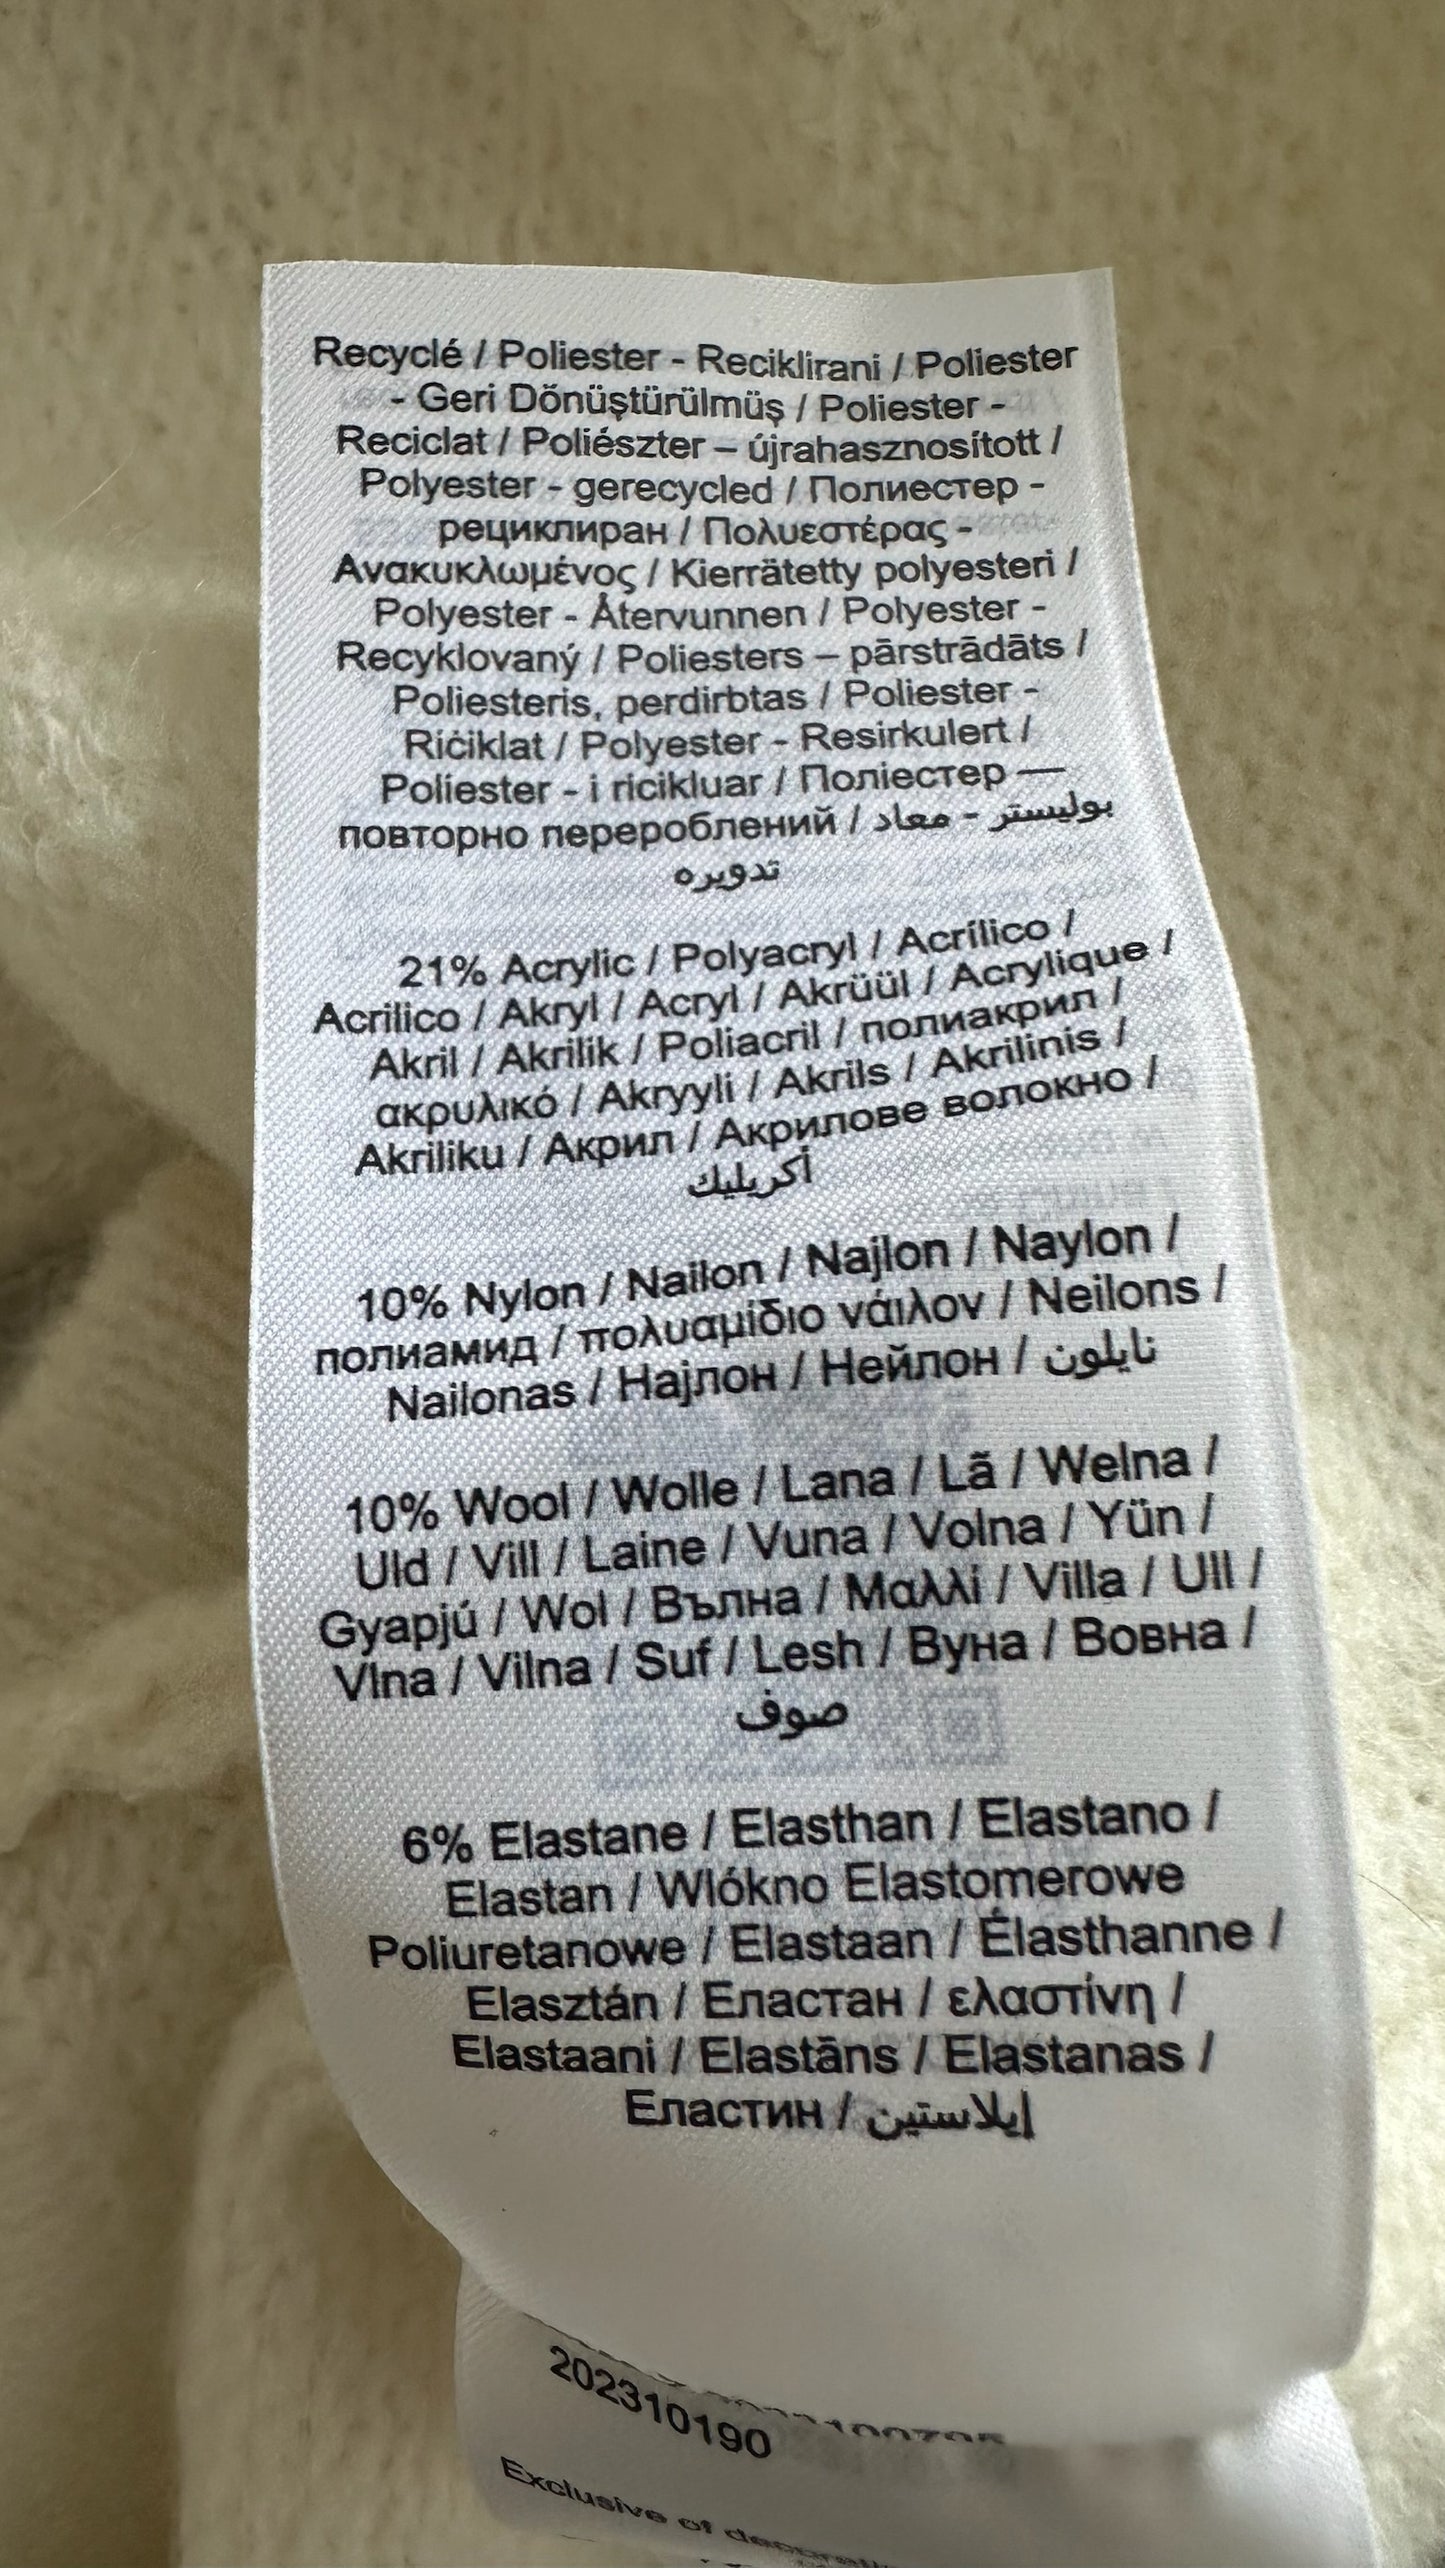 Recyclé / Poliester - Reciklirani / Poliester
- Geri Dönüştürülmüş / Poliester -
Reciclat / Poliészter – újrahasznosított /
Polyester - gerecycled / Полиестер -
рециклиран / Πολυεστέρας -
Ανακυκλωμένος / Kierrätetty polyesteri /
Polyester - Återvunnen / Polyester -
Recyklovaný / Poliesters – pārstrādāts /
Poliesteris, perdirbtas / Poliester -
Riċiklat / Polyester - Resirkulert /
Poliester - i ricikluar / Поліестер —
повторно перероблений / بوليستر - معاد
تدويره
21% Acrylic / Polyacryl / Acrílico /
Acrilico / Akryl / Acryl / Akrüül / Acrylique /
Akril / Akrilik / Poliacril / полиакрил /
ακρυλικό / Akryyli / Akrils / Akrilinis /
Akriliku / Акрил / Акрилове волокно /
أكريليك
10% Nylon / Nailon / Najlon / Naylon /
полиамид / πολυαμίδιο νάιλον / Neilons /
Nailonas / Најлон / Нейлон / نايلون
10% Wool / Wolle / Lana / Lã / Welna /
Uld / Vill / Laine / Vuna / Volna / Yün /
Gyapjú / Wol / Вълна / Μαλλί / Villa / Ull /
Vlna / Vilna / Suf / Lesh / Вуна / Вовна /
صوف
6% Elastane / Elasthan / Elastano /
Elastan / Wlókno Elastomerowe
Poliuretanowe / Elastaan / Élasthanne /
Elasztán / Еластан / ελαστίνη /
Elastaani / Elastāns / Elastanas /
Еластин / إيلاستين
202310190
Exclusive of